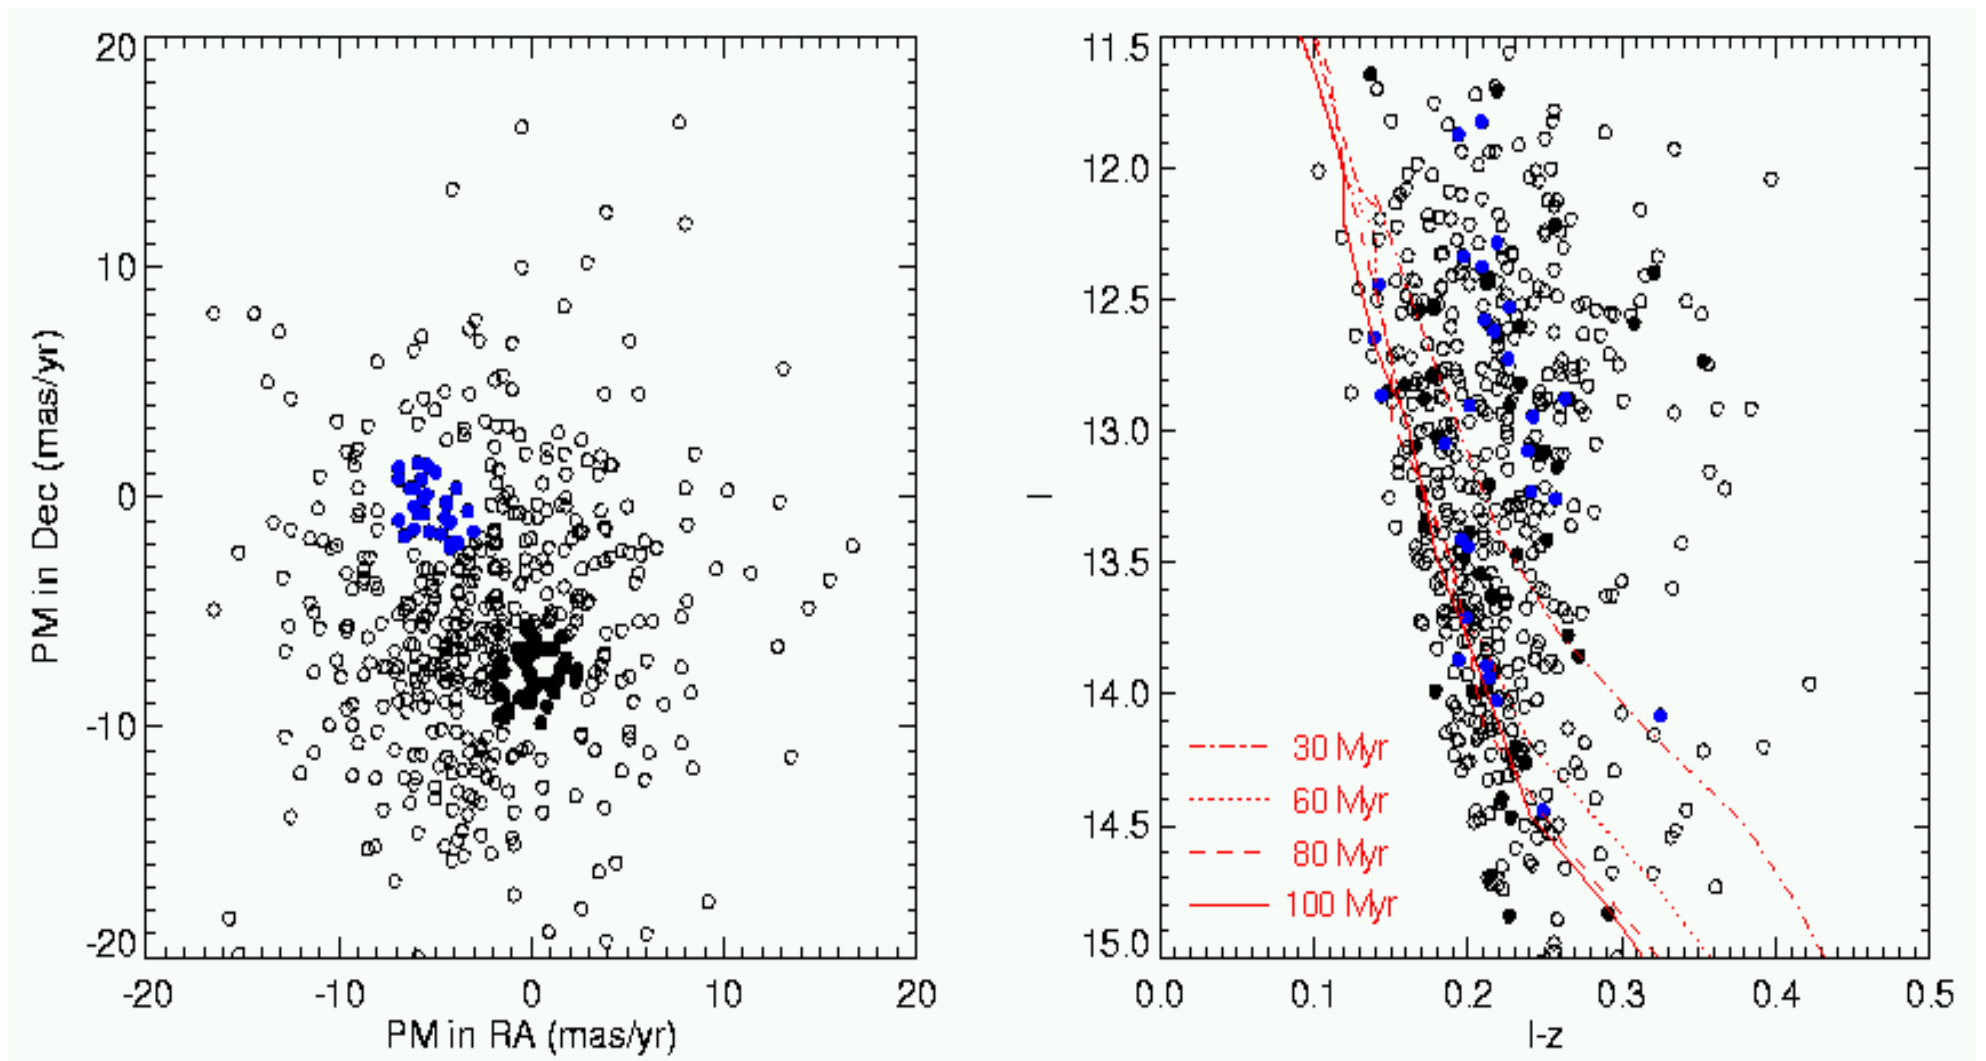 20
10
0
-10
-20
-20 -10 0 10 20
PM in Dec (mas/yr)
PM in RA (mas/yr)
11.5
12.0
12.5
13.0
13.5
14.0
14.5
15.0
0.0 0.1 0.2 0.3 0.4 0.5
I
I-z
30 Myr
60 Myr
80 Myr
100 Myr